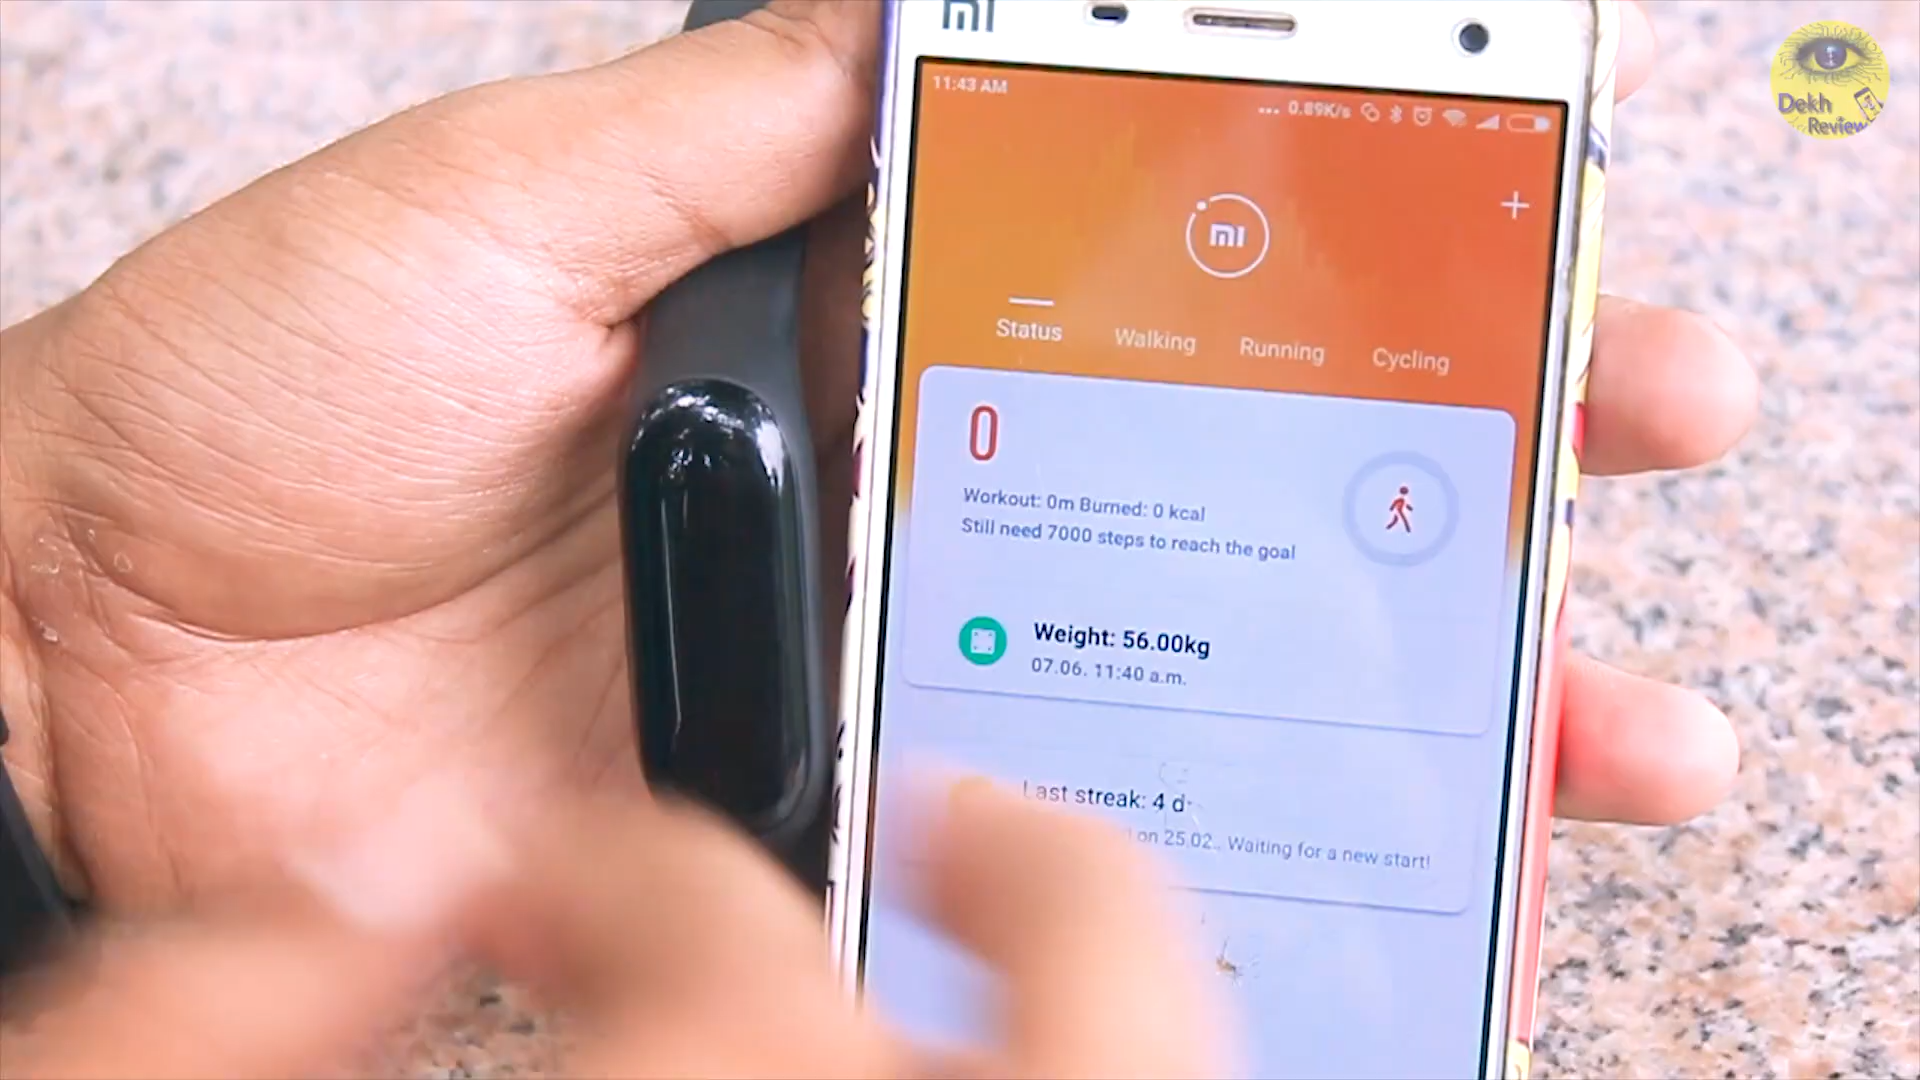 mi
11:43 AM
... 0.89K/s
mi
Status Walking Running Cycling
0
Workout: 0m Burned: 0 kcal
Still need 7000 steps to reach the goal
Weight: 56.00kg
07.06. 11:40 a.m.
Last streak: 4 d
on 25.02.. Waiting for a new start!
Dekh
Review